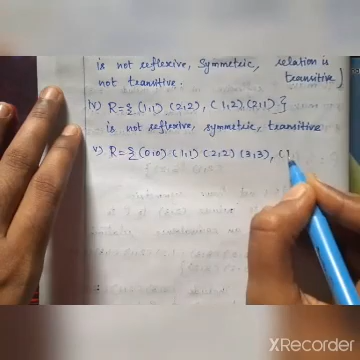 is not reflexive, Symmetric, relation is
not transitive. transitive)
iv) R={ (1,1) (2,2), (1,2), (2,1) }
is not reflexive, symmetric, transitive
v) R={ (0,0) (1,1) (2,2) (3,3), (1
XRecorder